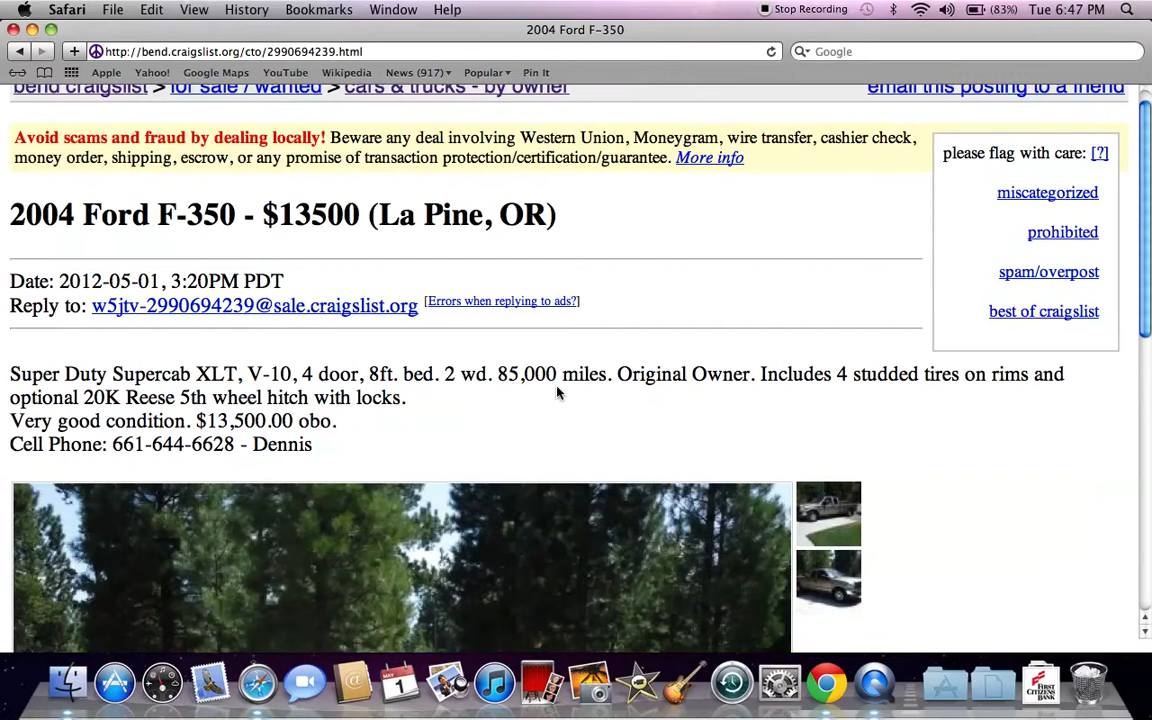 Safari File Edit View History Bookmarks Window Help Stop Recording (83%) Tue 6:47 PM
2004 Ford F-350
http://bend.craigslist.org/cto/2990694239.html Google
Apple Yahoo! Google Maps YouTube Wikipedia News (917) Popular Pin It
bend craigslist > for sale / wanted > cars & trucks - by owner email this posting to a friend
Avoid scams and fraud by dealing locally! Beware any deal involving Western Union, Moneygram, wire transfer, cashier check,
money order, shipping, escrow, or any promise of transaction protection/certification/guarantee. More info
please flag with care: [?]
miscategorized
prohibited
spam/overpost
best of craigslist
2004 Ford F-350 - $13500 (La Pine, OR)
Date: 2012-05-01, 3:20PM PDT
Reply to: w5jtv-2990694239@sale.craigslist.org [Errors when replying to ads?]
Super Duty Supercab XLT, V-10, 4 door, 8ft. bed. 2 wd. 85,000 miles. Original Owner. Includes 4 studded tires on rims and
optional 20K Reese 5th wheel hitch with locks.
Very good condition. $13,500.00 obo.
Cell Phone: 661-644-6628 - Dennis
MAY
1
FIRST
CITIZENS
BANK